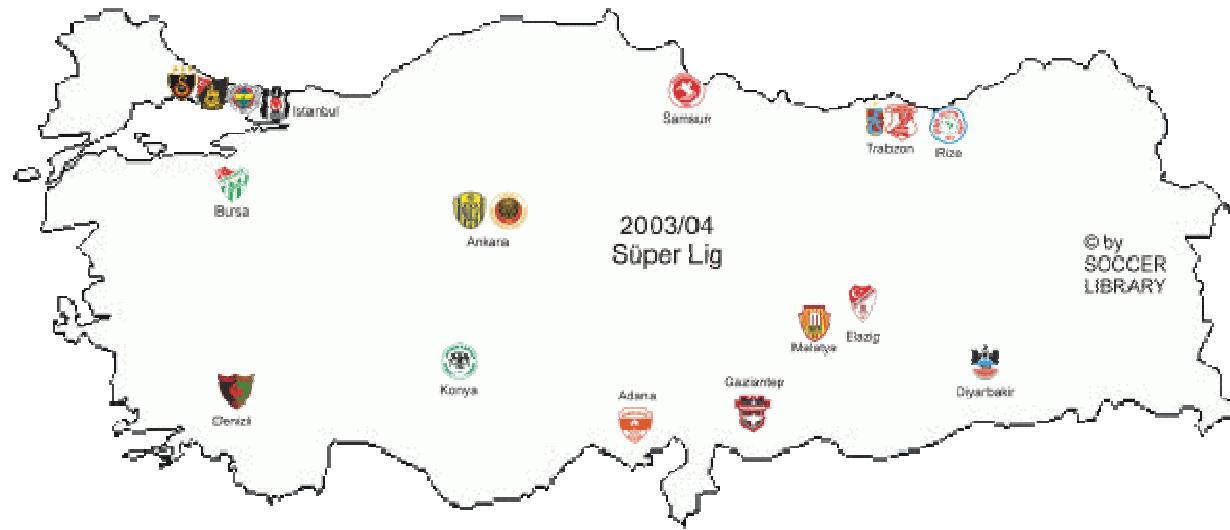 Istanbul
Samsun
Trabzon
Rize
Bursa
Ankara
2003/04
Süper Lig
© by
SOCCER
LIBRARY
Elazig
Malatya
Konya
Gaziantep
Diyarbakir
Adana
Denizli